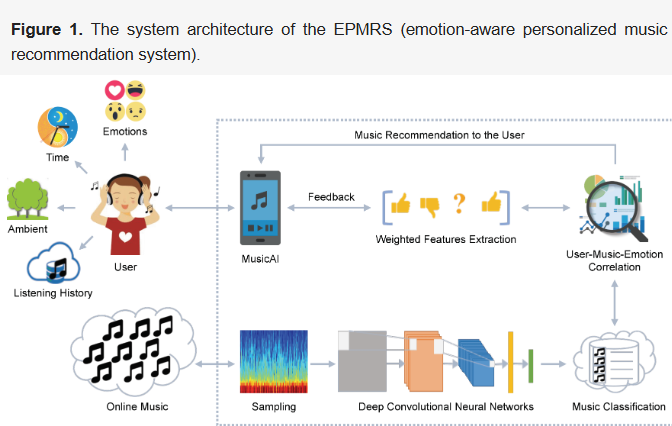 Figure 1. The system architecture of the EPMRS (emotion-aware personalized music
recommendation system).
Emotions
Time
Music Recommendation to the User
Ambient
Feedback
User
MusicAI
Weighted Features Extraction
User-Music-Emotion
Correlation
Listening History
Online Music
Sampling
Deep Convolutional Neural Networks
Music Classification